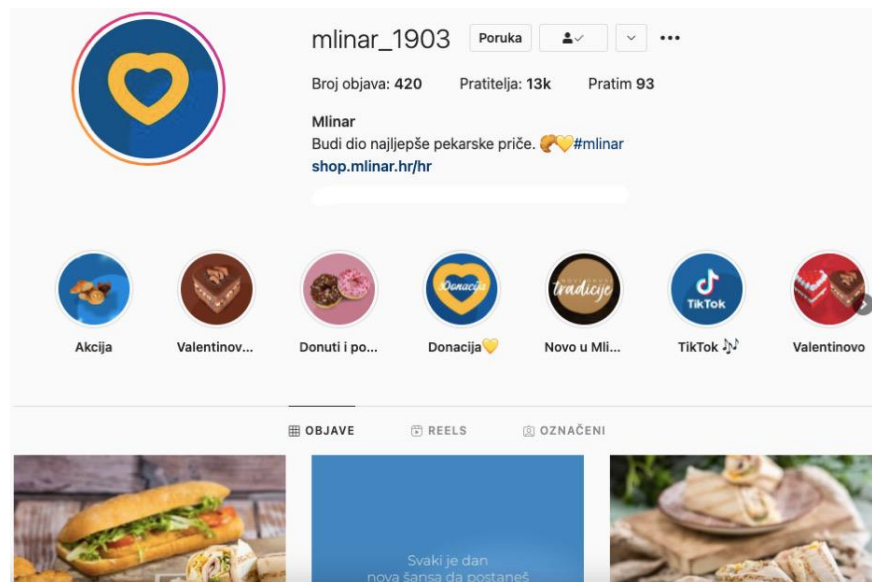 mlinar_1903 Poruka
Broj objava: 420 Pratitelja: 13k Pratim 93
Mlinar
Budi dio najljepše pekarske priče. 🥐💛#mlinar
shop.mlinar.hr/hr
Donacija
tradicije
TikTok
Akcija Valentinov... Donuti i po... Donacija💛 Novo u Mli... TikTok 🎶 Valentinovo
OBJAVE REELS OZNAČENI
Svaki je dan
nova šansa da postaneš